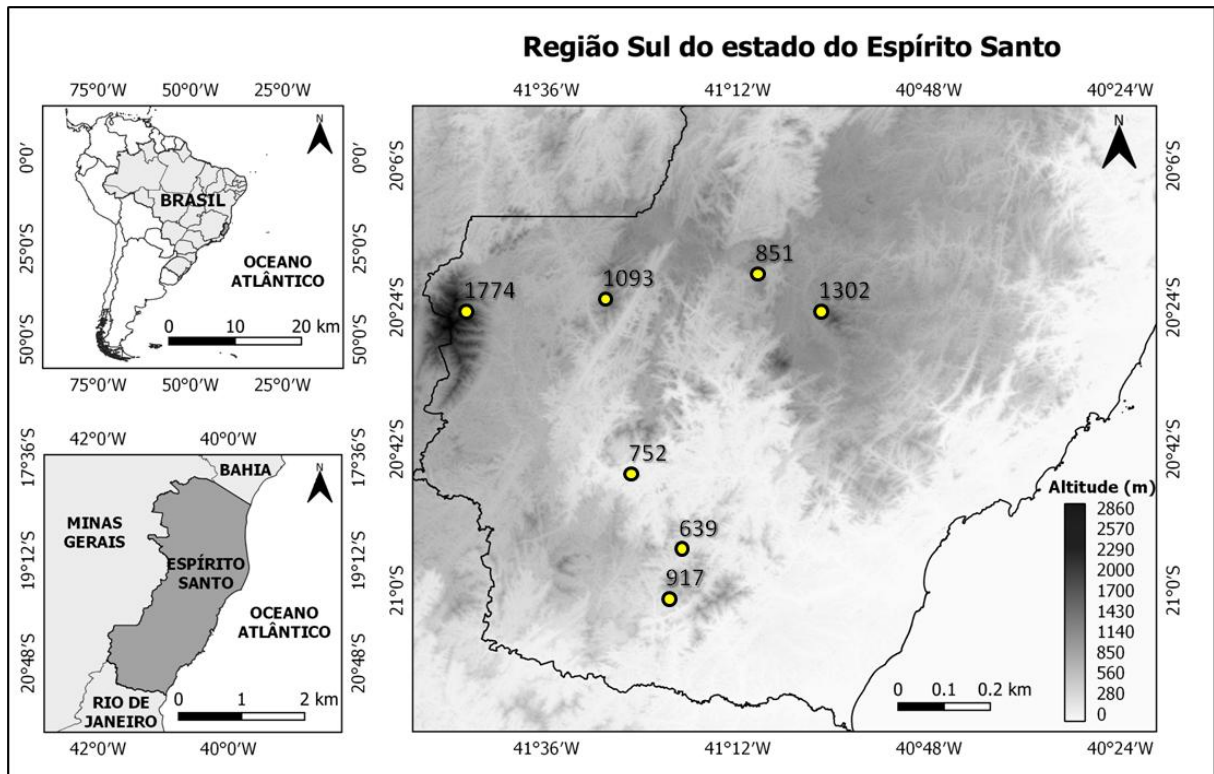 Região Sul do estado do Espírito Santo
75°0'W 50°0'W 25°0'W
0°0'
25°0'S
50°0'S
N
BRASIL
OCEANO
ATLÂNTICO
0 10 20 km
0°0'
25°0'S
50°0'S
75°0'W 50°0'W 25°0'W
42°0'W 40°0'W
17°36'S
19°12'S
20°48'S
BAHIA
N
MINAS
GERAIS
ESPÍRITO
SANTO
OCEANO
ATLÂNTICO
RIO DE
JANEIRO
0 1 2 km
17°36'S
19°12'S
20°48'S
42°0'W 40°0'W
41°36'W 41°12'W 40°48'W 40°24'W
20°6'S
20°24'S
20°42'S
21°0'S
N
851
1093
1774
1302
752
639
917
Altitude (m)
2860
2570
2290
2000
1700
1430
1140
850
560
280
0
0 0.1 0.2 km
20°6'S
20°24'S
20°42'S
21°0'S
41°36'W 41°12'W 40°48'W 40°24'W